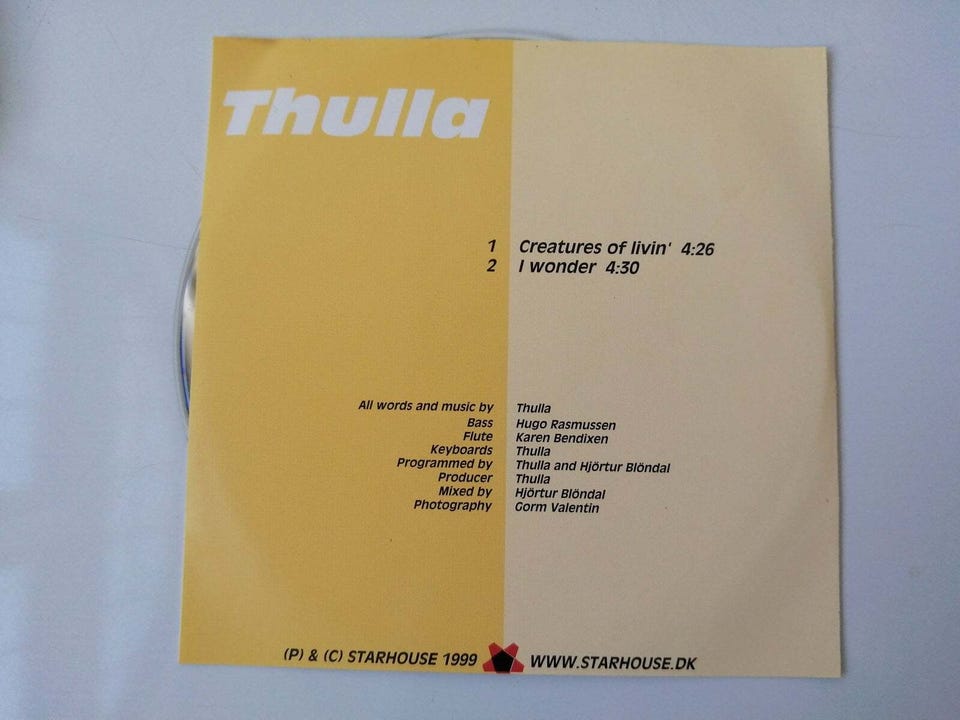 Thulla
1 Creatures of livin' 4:26
2 I wonder 4:30
All words and music by Thulla
Bass Hugo Rasmussen
Flute Karen Bendixen
Keyboards Thulla
Programmed by Thulla and Hjörtur Blöndal
Producer Thulla
Mixed by Hjörtur Blöndal
Photography Gorm Valentin
(P) & (C) STARHOUSE 1999 WWW.STARHOUSE.DK